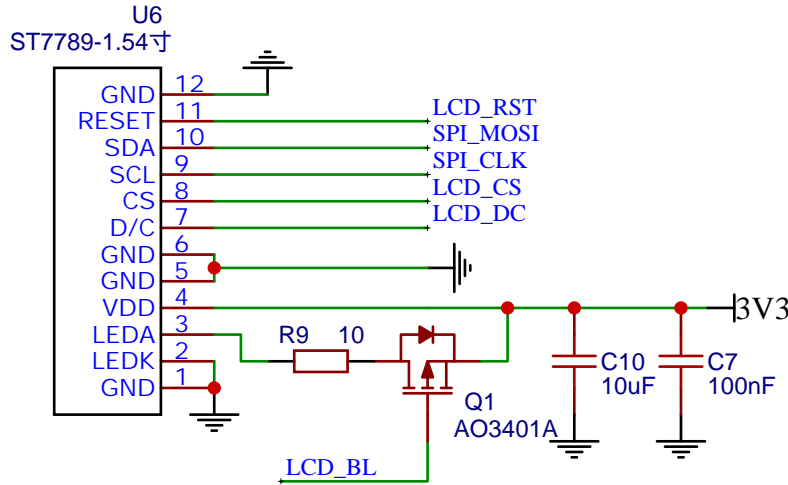 U6
ST7789-1.54寸
GND 12
RESET 11 LCD_RST
SDA 10 SPI_MOSI
SCL 9 SPI_CLK
CS 8 LCD_CS
D/C 7 LCD_DC
GND 6
GND 5
VDD 4 3V3
LEDA 3 R9 10
LEDK 2 C10 C7
GND 1 10uF 100nF
Q1
AO3401A
LCD_BL